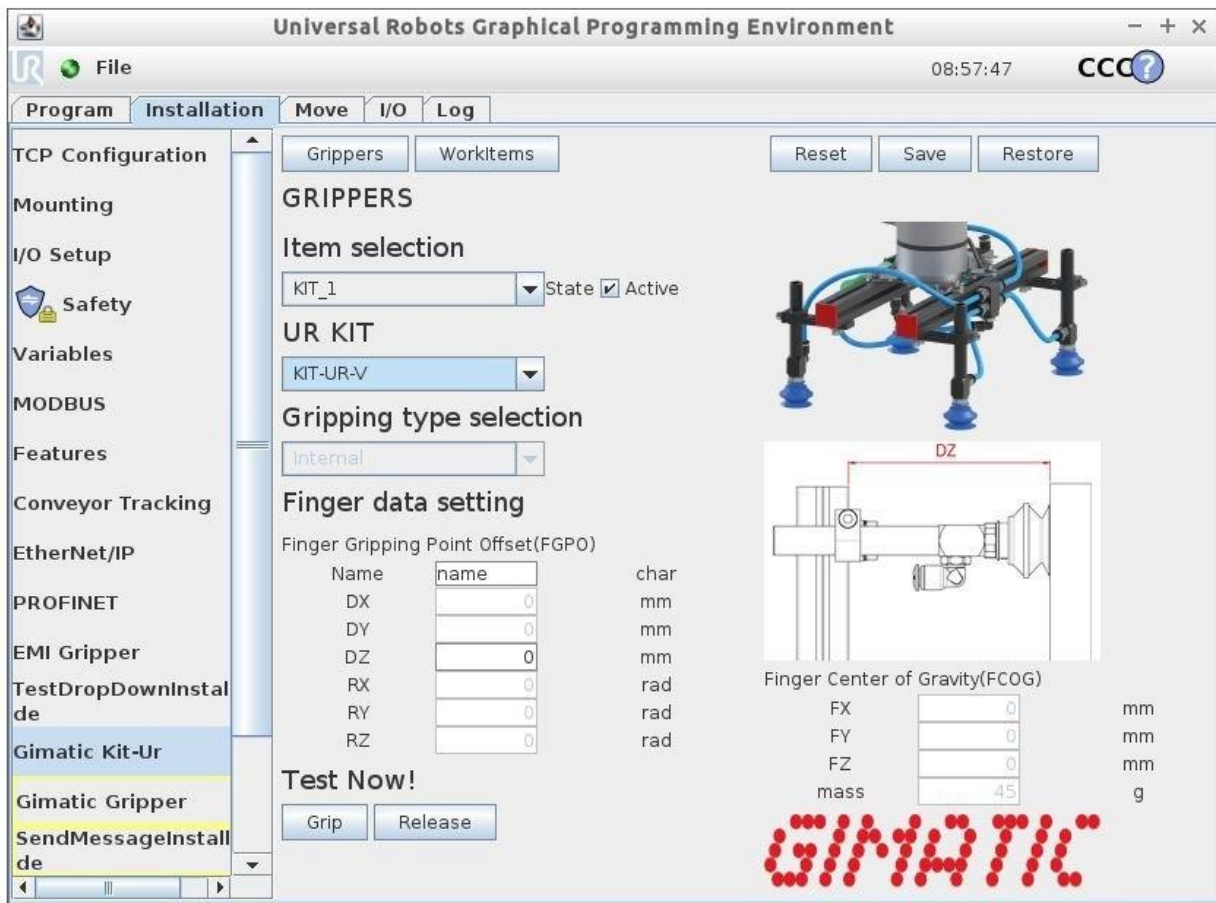 Universal Robots Graphical Programming Environment
UR File 08:57:47 CCC ?
Program Installation Move I/O Log
TCP Configuration
Mounting
I/O Setup
Safety
Variables
MODBUS
Features
Conveyor Tracking
EtherNet/IP
PROFINET
EMI Gripper
TestDropDownInstal
de
Gimatic Kit-Ur
Gimatic Gripper
SendMessageInstall
de
Grippers WorkItems Reset Save Restore
GRIPPERS
Item selection
KIT_1 State Active
UR KIT
KIT-UR-V
Gripping type selection
Internal
Finger data setting
Finger Gripping Point Offset(FGPO)
Name name char
DX 0 mm
DY 0 mm
DZ 0 mm
RX 0 rad
RY 0 rad
RZ 0 rad
Test Now!
Grip Release
DZ
Finger Center of Gravity(FCOG)
FX 0 mm
FY 0 mm
FZ 0 mm
mass 45 g
GIMATIC